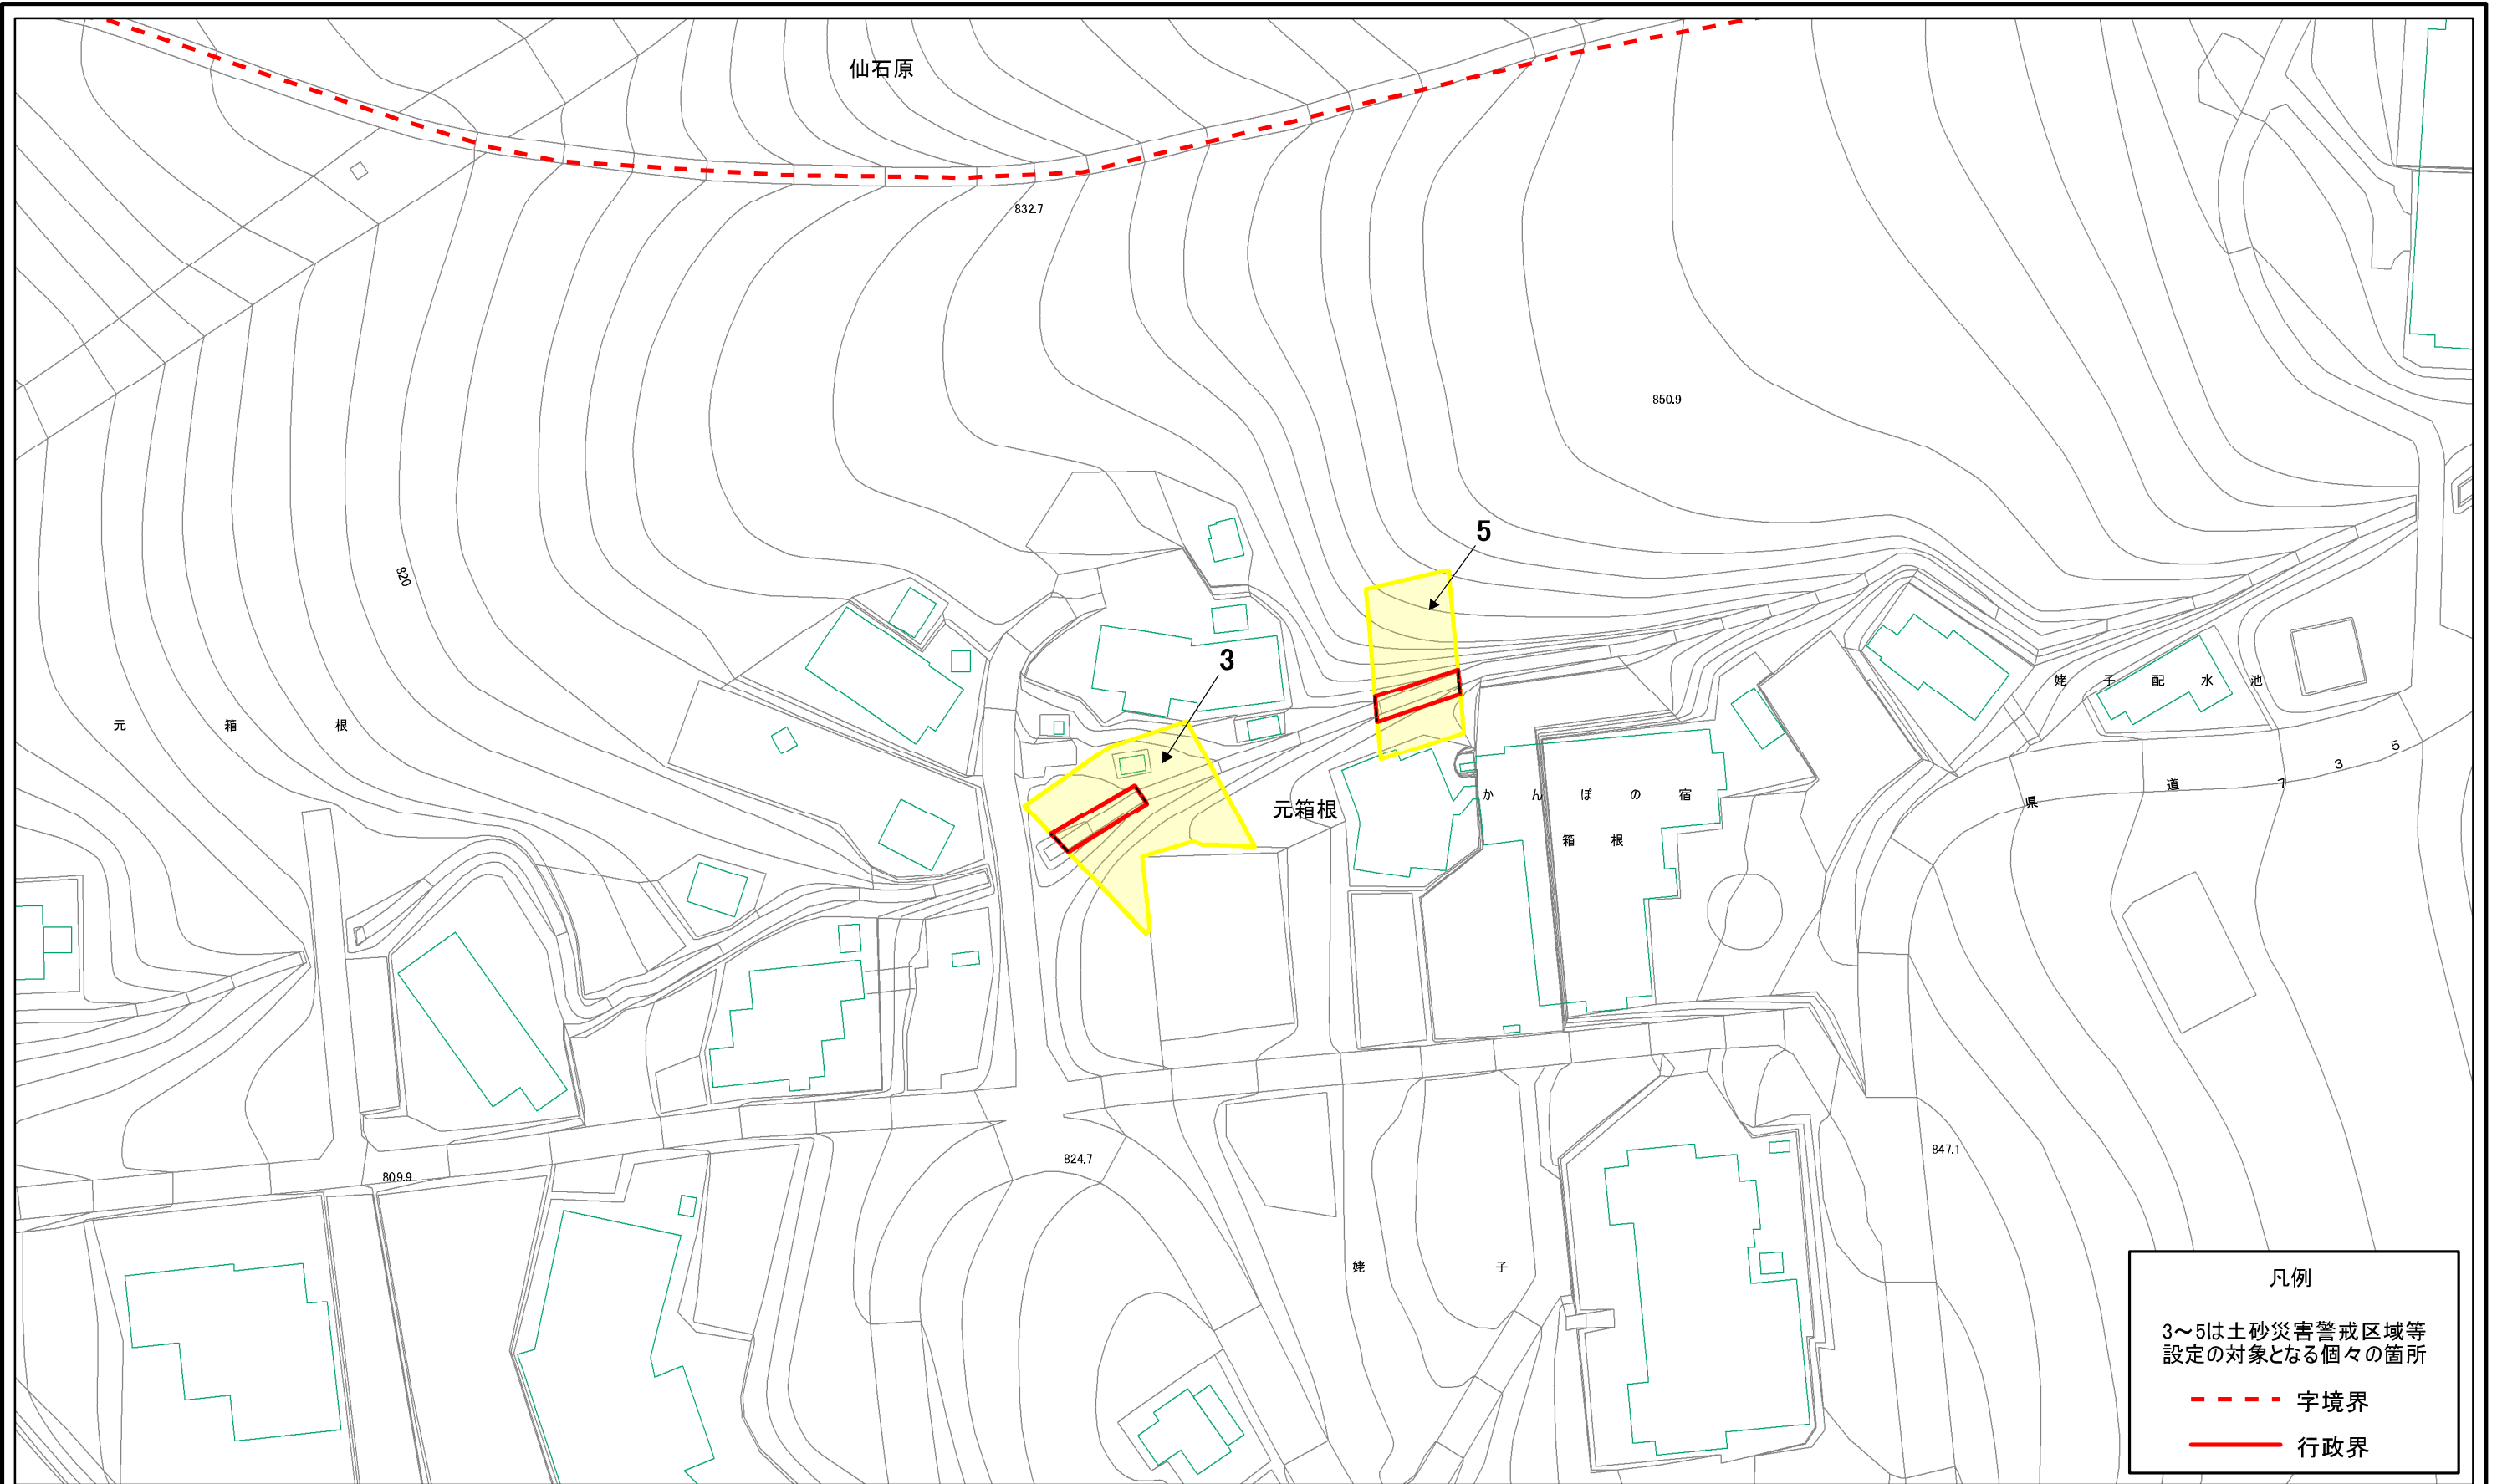 仙石原
832.7
850.9
5
820
3
姥子配水池
元箱根
県道735
元箱根
かんぽの宿
箱根
847.1
824.7
809.9
姥子
凡例
3～5は土砂災害警戒区域等
設定の対象となる個々の箇所
字境界
行政界